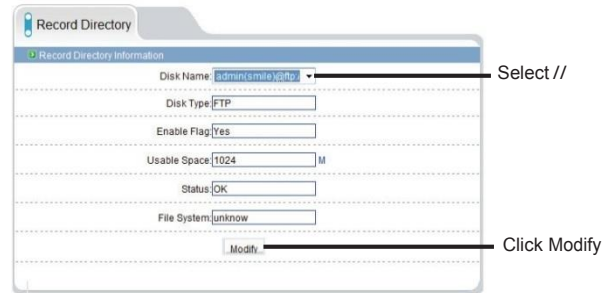 Record Directory
Record Directory Information
Disk Name: admin(smile)@ftp:/ Select //
Disk Type: FTP
Enable Flag: Yes
Usable Space: 1024 M
Status: OK
File System: unknow
Modify Click Modify